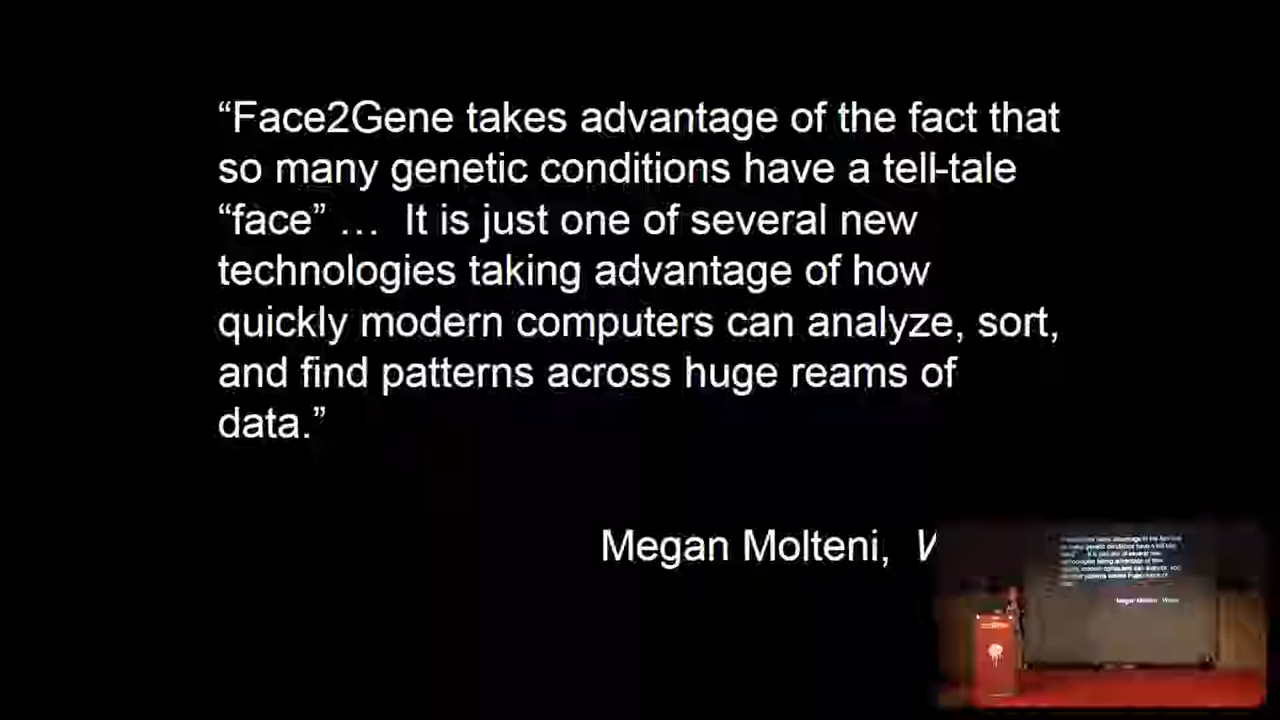 “Face2Gene takes advantage of the fact that
so many genetic conditions have a tell-tale
“face” … It is just one of several new
technologies taking advantage of how
quickly modern computers can analyze, sort,
and find patterns across huge reams of
data.”
Megan Molteni,